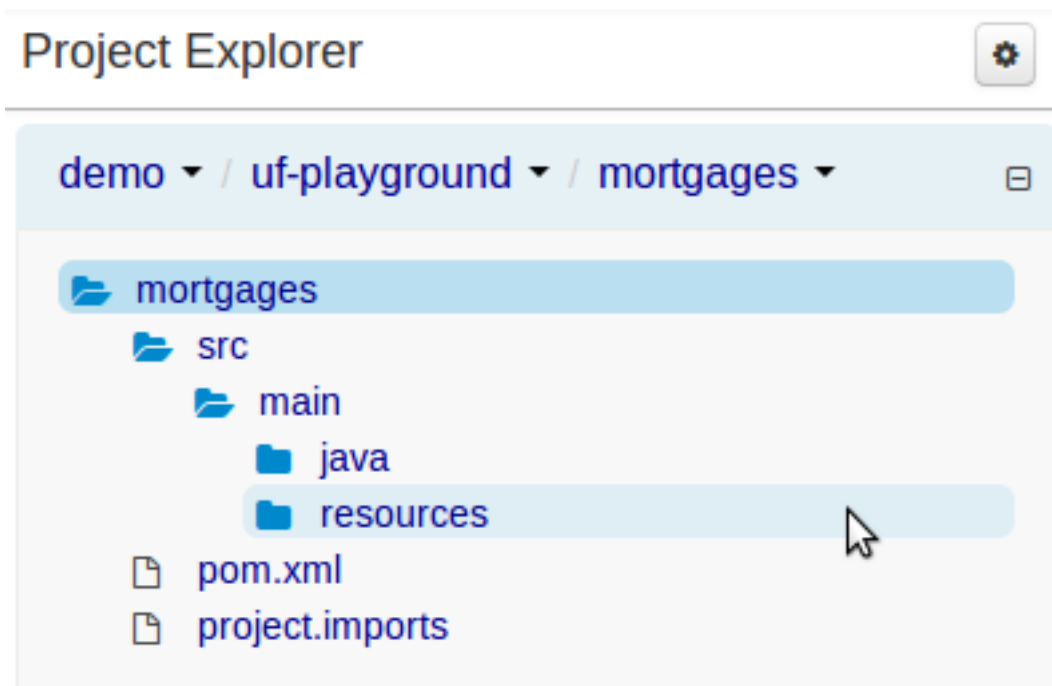 Project Explorer
demo / uf-playground / mortgages
mortgages
src
main
java
resources
pom.xml
project.imports